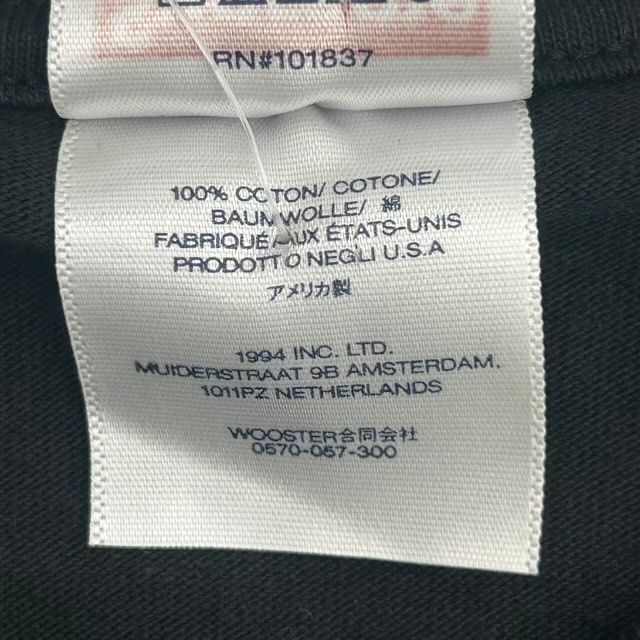 RN#101837
100% COTTON/ COTONE/
BAUMWOLLE/ 綿
FABRIQUÉ AUX ÉTATS-UNIS
PRODOTTO NEGLI U.S.A
アメリカ製
1994 INC. LTD.
MUIDERSTRAAT 9B AMSTERDAM.
1011PZ NETHERLANDS
WOOSTER合同会社
0570-067-300